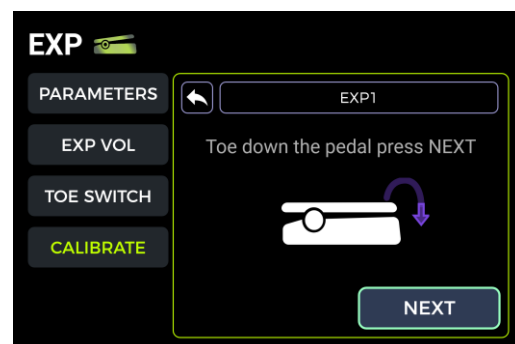 EXP
PARAMETERS
EXP VOL
TOE SWITCH
CALIBRATE
EXP1
Toe down the pedal press NEXT
NEXT